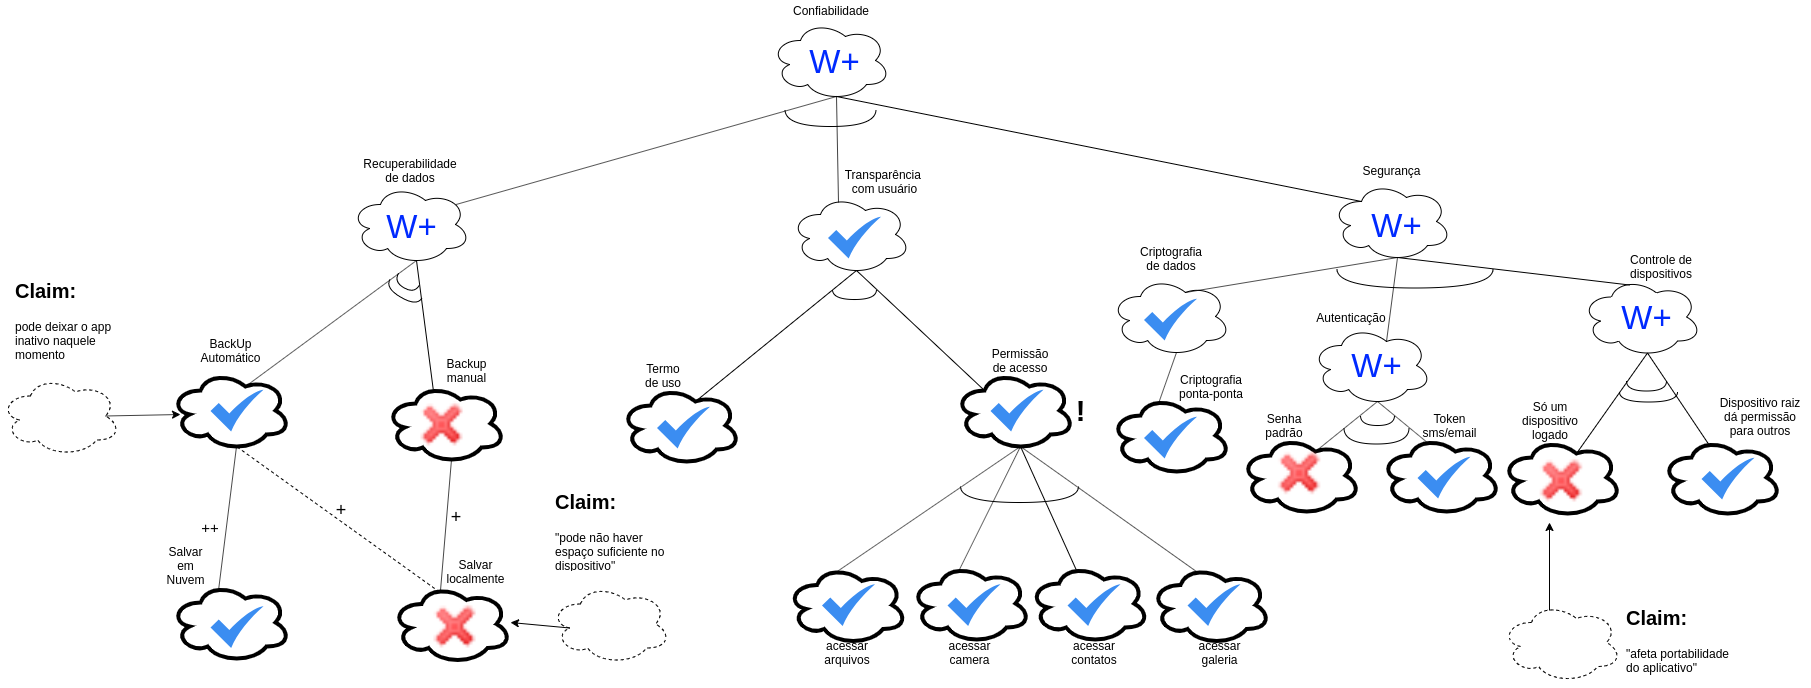 Confiabilidade
W+
Recuperabilidade
de dados
W+
Transparência
com usuário
Segurança
W+
Criptografia
de dados
Controle de
dispositivos
W+
Autenticação
W+
Claim:
pode deixar o app
inativo naquele
momento
BackUp
Automático
Backup
manual
Termo
de uso
Permissão
de acesso
!
Criptografia
ponta-ponta
Senha
padrão
Token
sms/email
Só um
dispositivo
logado
Dispositivo raiz
dá permissão
para outros
++
+
+
Salvar
em
Nuvem
Salvar
localmente
Claim:
"pode não haver
espaço suficiente no
dispositivo"
acessar
arquivos
acessar
camera
acessar
contatos
acessar
galeria
Claim:
"afeta portabilidade
do aplicativo"